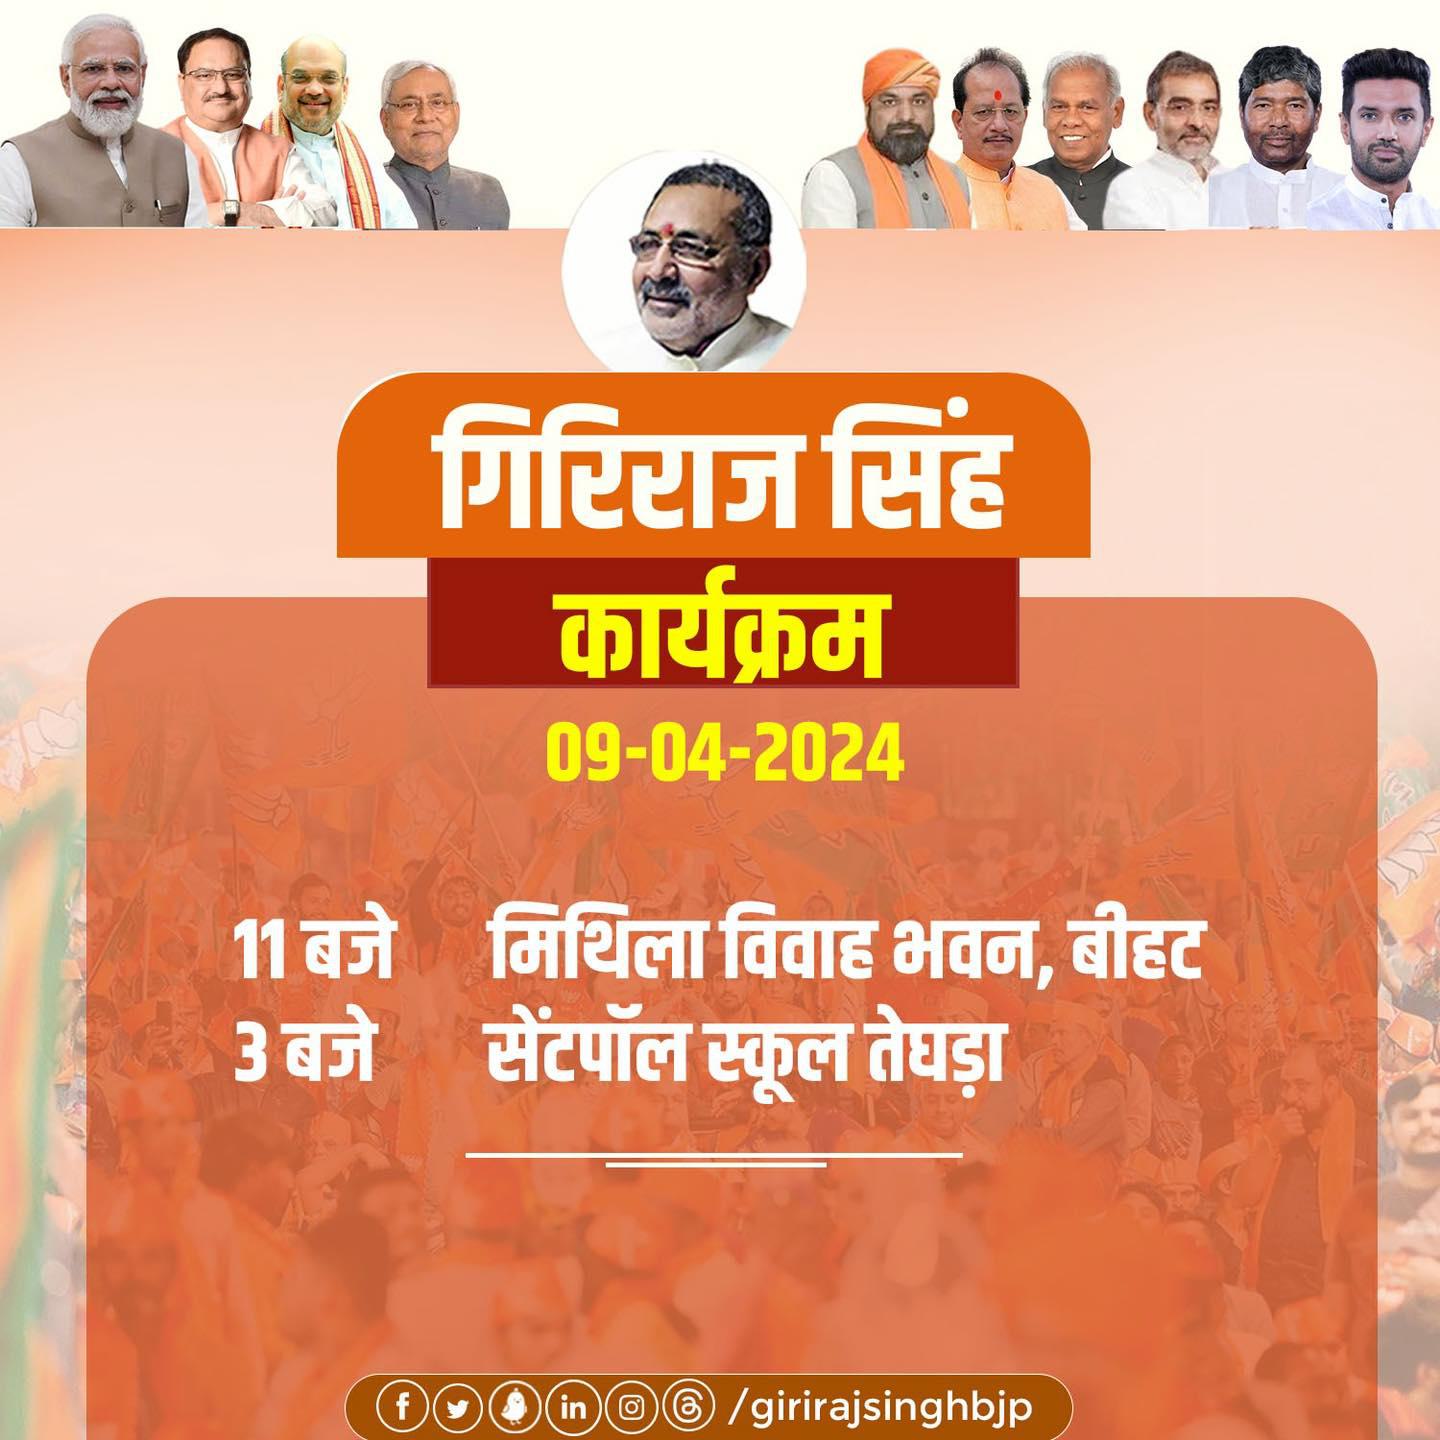 गिरिराज सिंह
कार्यक्रम
09-04-2024
11 बजे मिथिला विवाह भवन, बीहट
3 बजे सेंटपॉल स्कूल तेघड़ा
/girirajsinghbjp